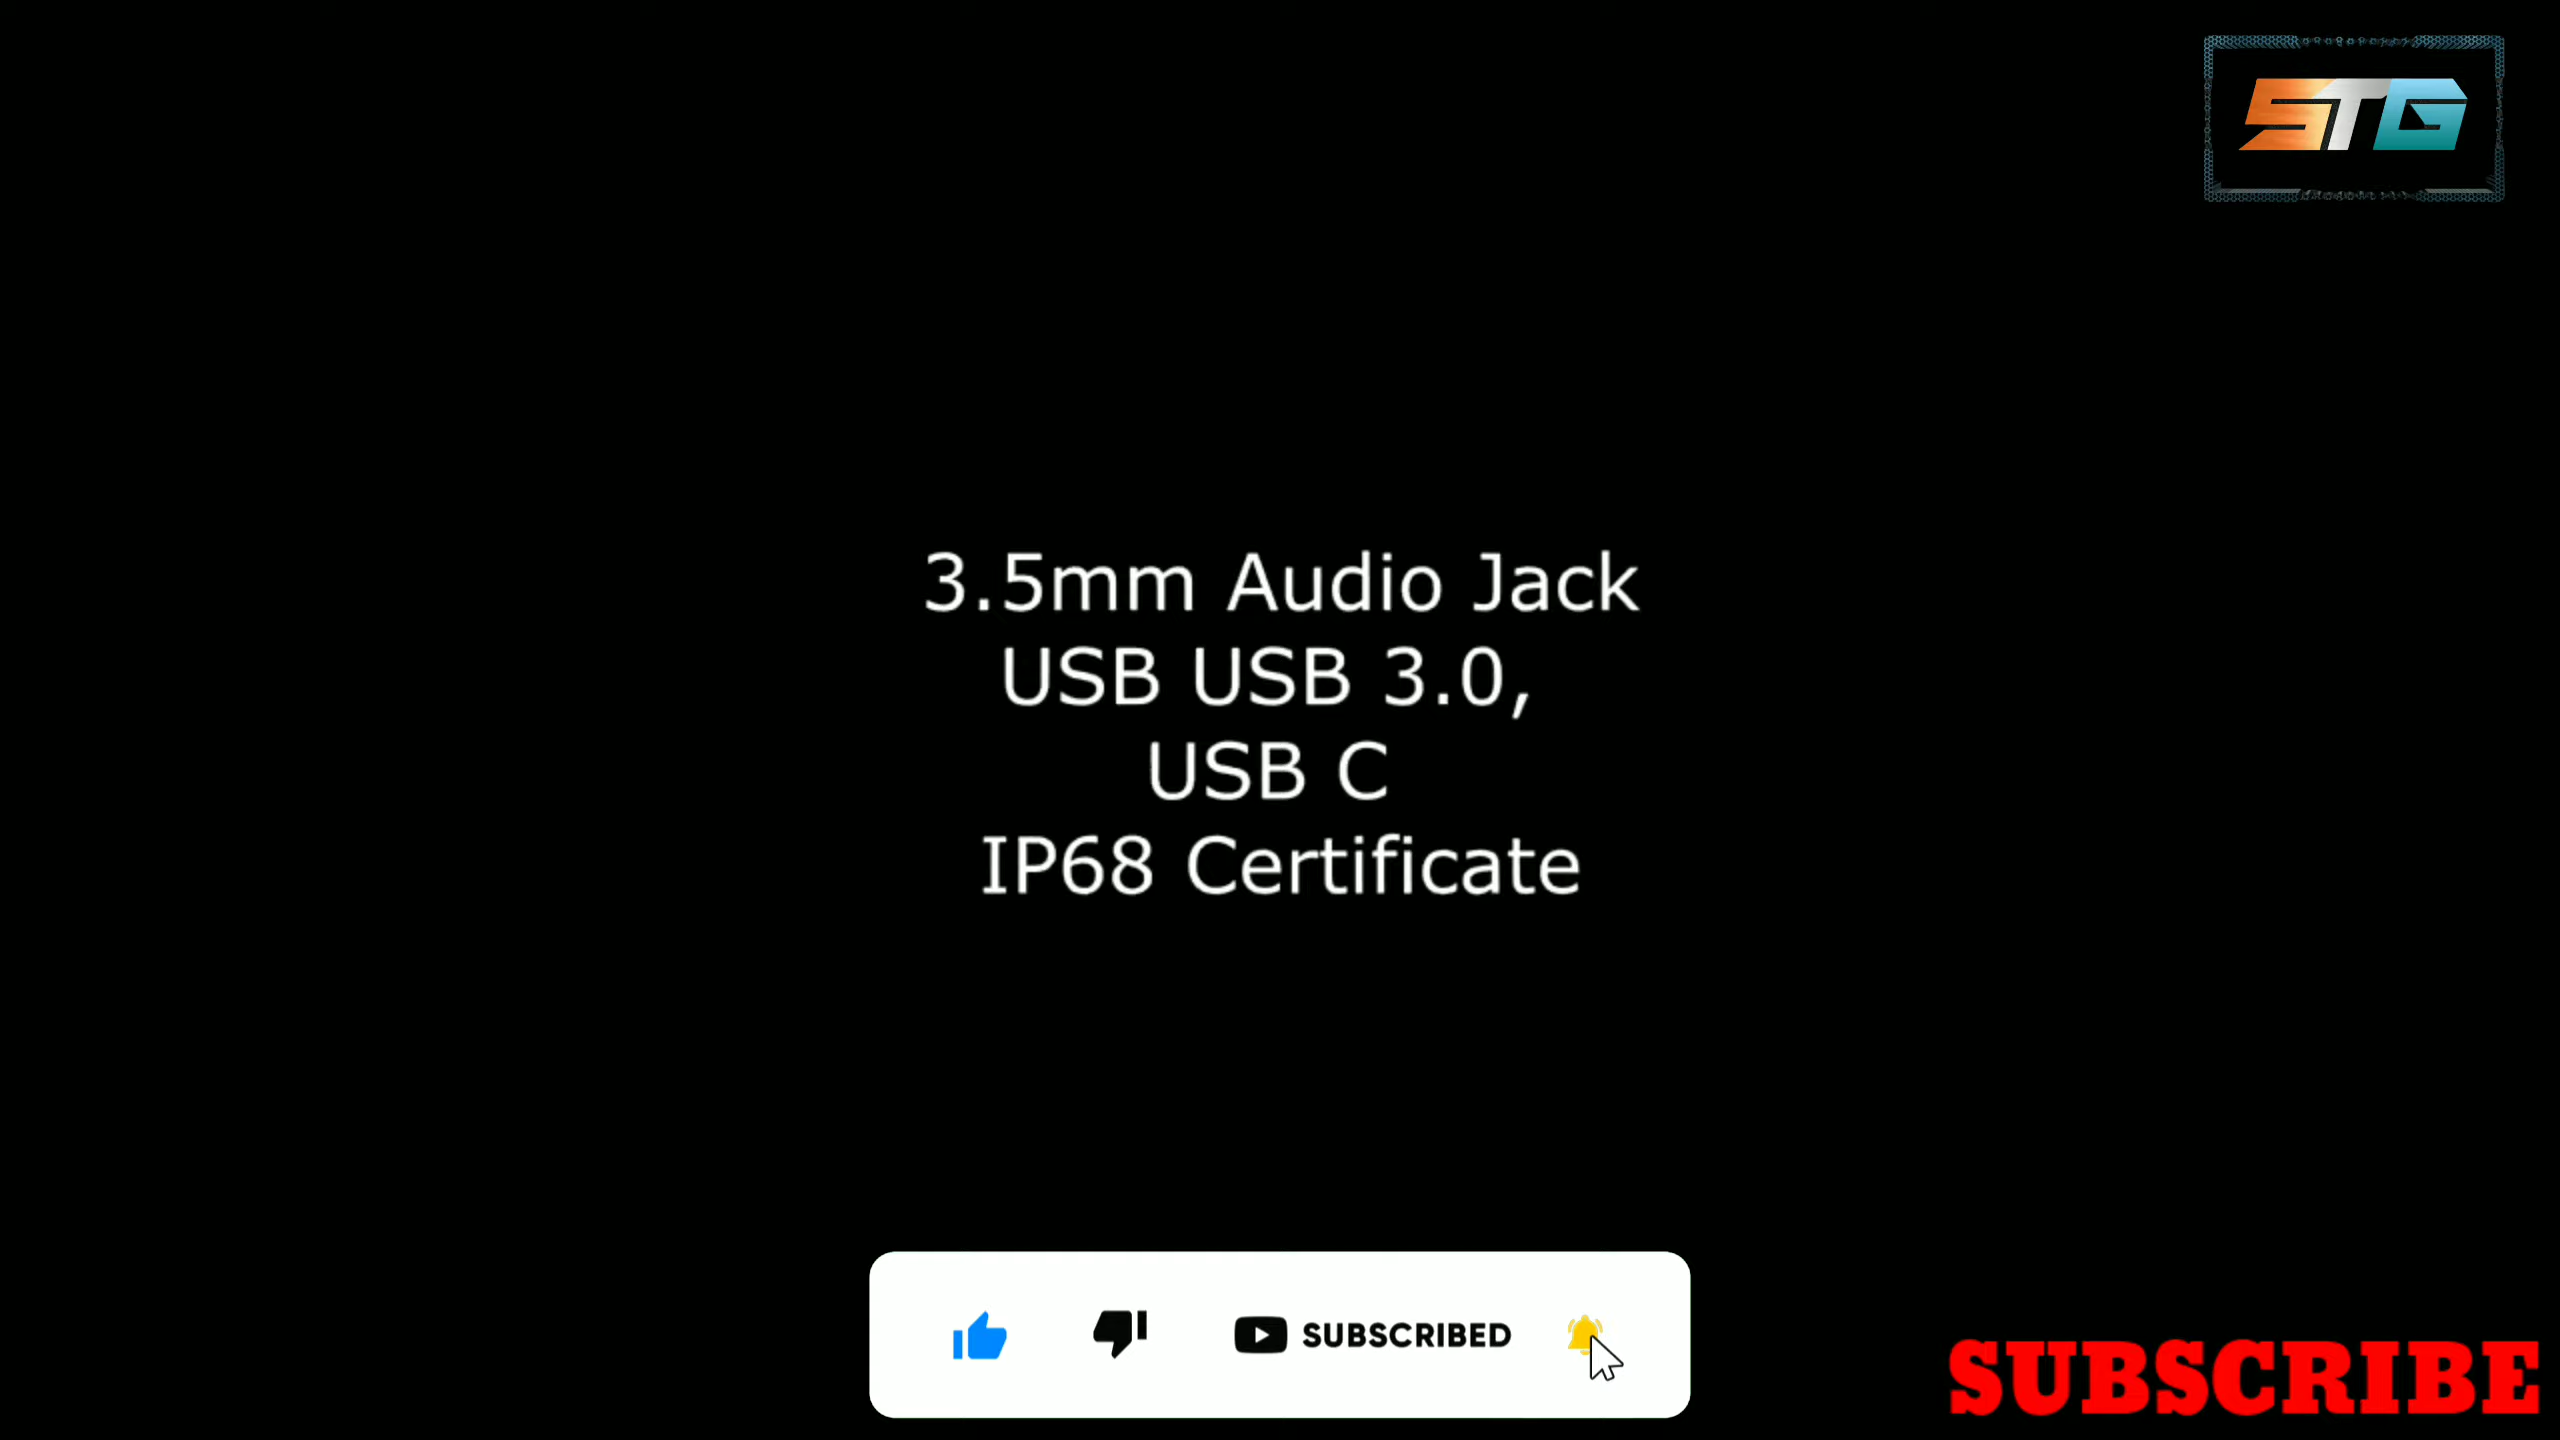 STG
3.5mm Audio Jack
USB USB 3.0,
USB C
IP68 Certificate
SUBSCRIBED
SUBSCRIBE